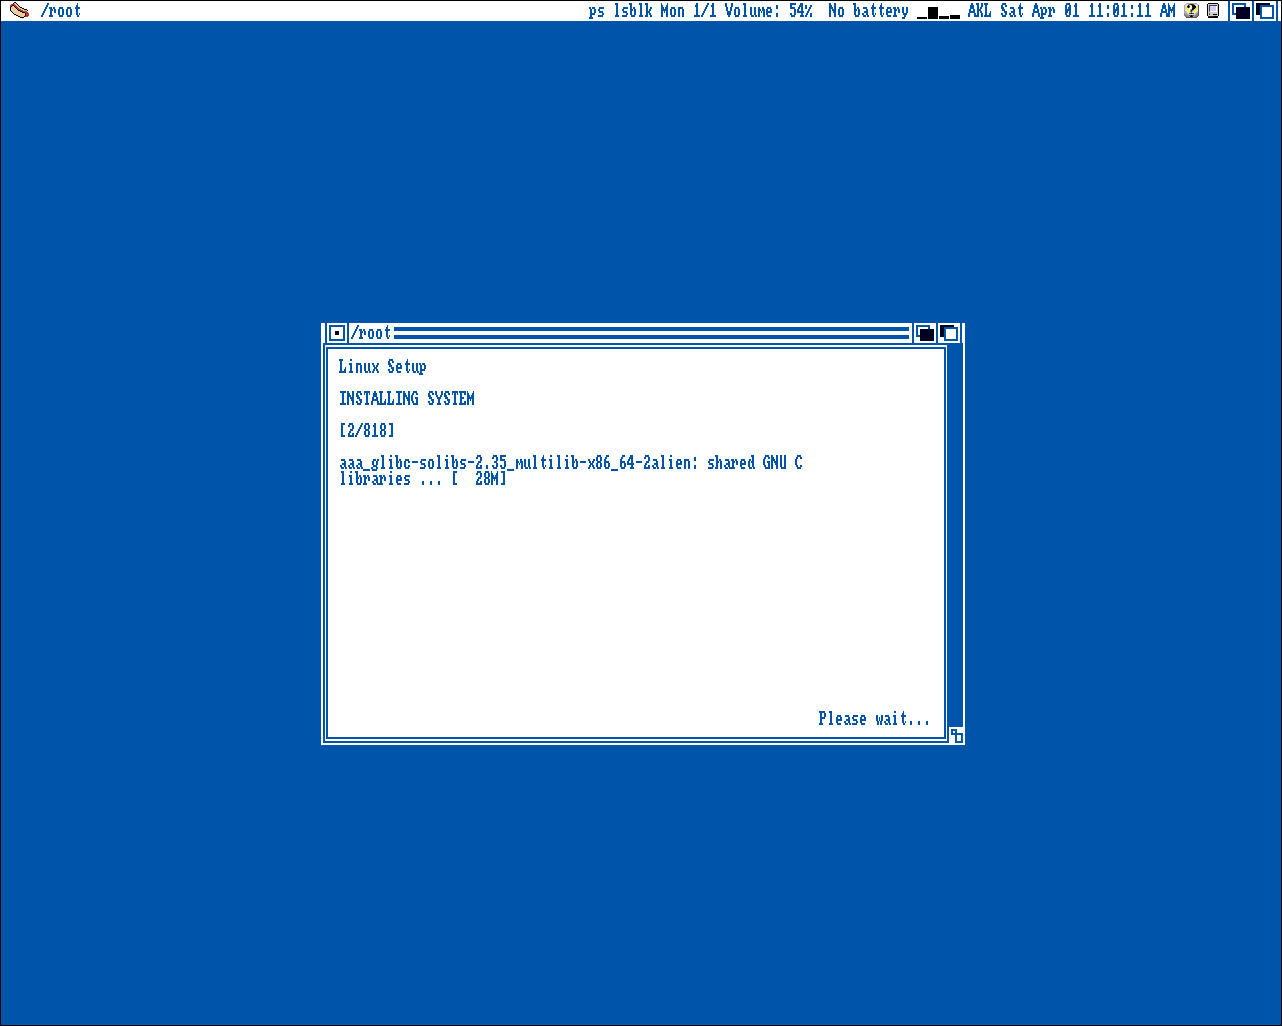 /root ps lsblk Mon 1/1 Volume: 54% No battery AKL Sat Apr 01 11:01:11 AM ?
/root
Linux Setup
INSTALLING SYSTEM
[2/818]
aaa_glibc-solibs-2.35_multilib-x86_64-2alien: shared GNU C
libraries ... [  28M]
Please wait...